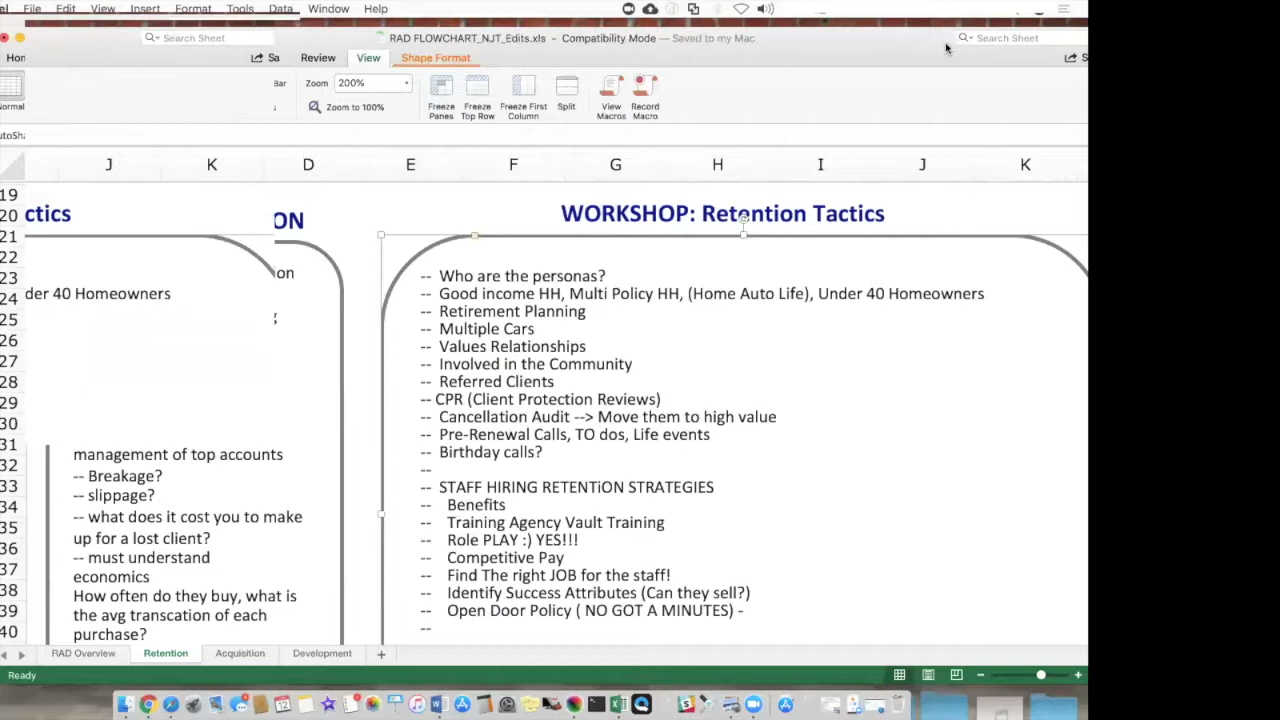 File Edit View Insert Format Tools Data Window Help
Search Sheet
RAD FLOWCHART_NJT_Edits.xls - Compatibility Mode — Saved to my Mac
Search Sheet
Sa Review View Shape Format
Zoom 200%
Zoom to 100%
Freeze Panes
Freeze Top Row
Freeze First Column
Split
View Macros
Record Macro
J K D E F G H I J K
19
20
21
22
23
24
25
26
27
28
29
30
31
32
33
34
35
36
37
38
39
40
ctics
ON
der 40 Homeowners
ion
management of top accounts
-- Breakage?
-- slippage?
-- what does it cost you to make
up for a lost client?
-- must understand
economics
How often do they buy, what is
the avg transcation of each
purchase?
WORKSHOP: Retention Tactics
-- Who are the personas?
-- Good income HH, Multi Policy HH, (Home Auto Life), Under 40 Homeowners
-- Retirement Planning
-- Multiple Cars
-- Values Relationships
-- Involved in the Community
-- Referred Clients
-- CPR (Client Protection Reviews)
-- Cancellation Audit --> Move them to high value
-- Pre-Renewal Calls, TO dos, Life events
-- Birthday calls?
--
-- STAFF HIRING RETENTiON STRATEGIES
-- Benefits
-- Training Agency Vault Training
-- Role PLAY :) YES!!!
-- Competitive Pay
-- Find The right JOB for the staff!
-- Identify Success Attributes (Can they sell?)
-- Open Door Policy ( NO GOT A MINUTES) -
--
RAD Overview Retention Acquisition Development +
Ready